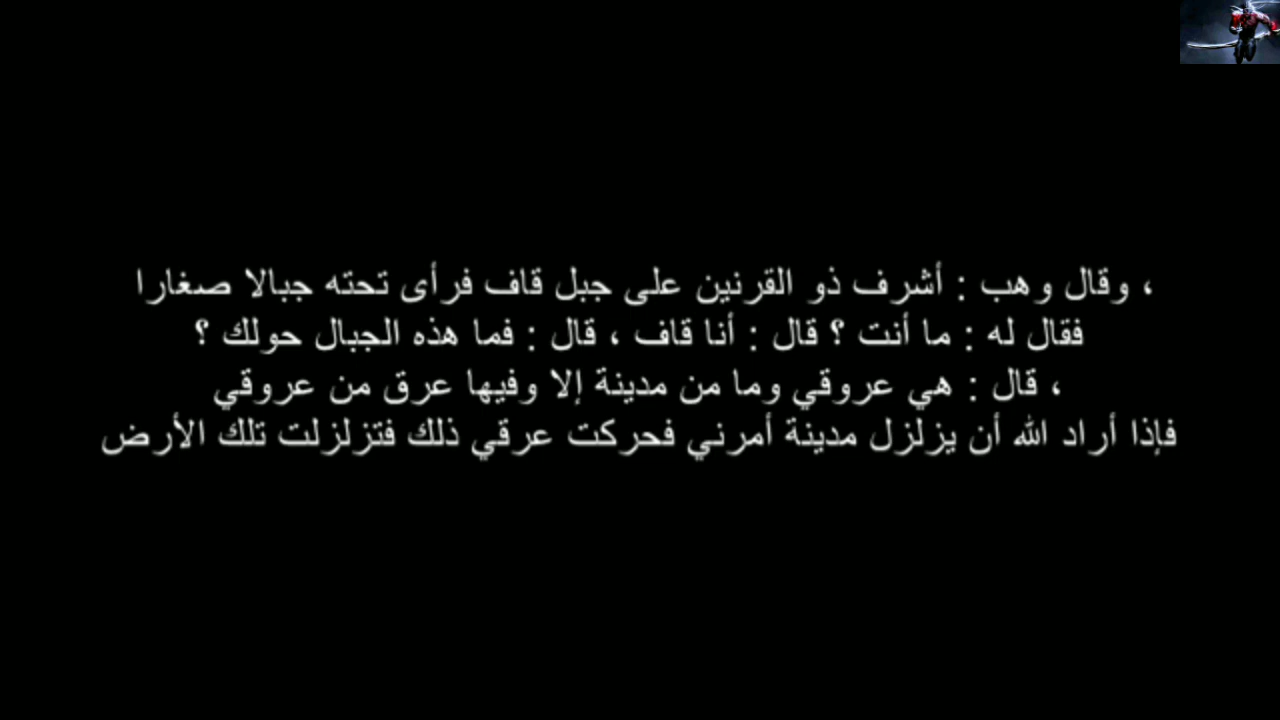 ، وقال وهب : أشرف ذو القرنين على جبل قاف فرأى تحته جبالا صغارا
فقال له : ما أنت ؟ قال : أنا قاف ، قال : فما هذه الجبال حولك ؟
، قال : هي عروقي وما من مدينة إلا وفيها عرق من عروقي
فإذا أراد الله أن يزلزل مدينة أمرني فحركت عرقي ذلك فتزلزلت تلك الأرض